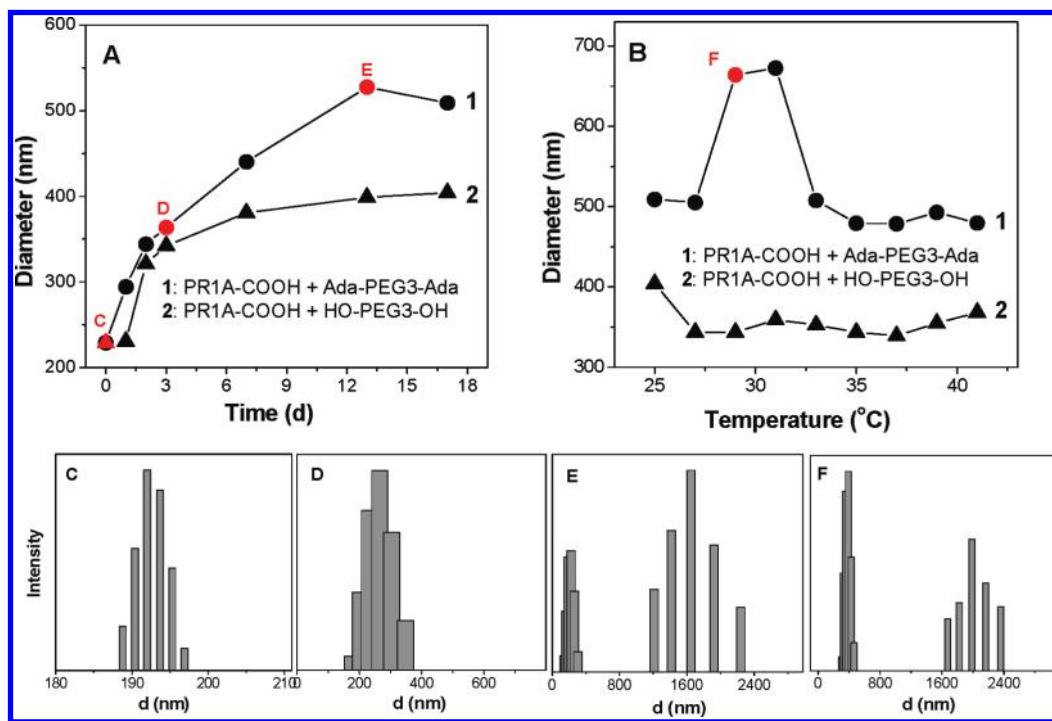 A
600
500
400
300
200
Diameter (nm)
C
D
E
1
2
1: PR1A-COOH + Ada-PEG3-Ada
2: PR1A-COOH + HO-PEG3-OH
0 3 6 9 12 15 18
Time (d)
B
700
600
500
400
300
Diameter (nm)
F
1
1: PR1A-COOH + Ada-PEG3-Ada
2: PR1A-COOH + HO-PEG3-OH
2
25 30 35 40
Temperature (°C)
C
Intensity
180 190 200 210
d (nm)
D
0 200 400 600
d (nm)
E
0 800 1600 2400
d (nm)
F
0 800 1600 2400
d (nm)